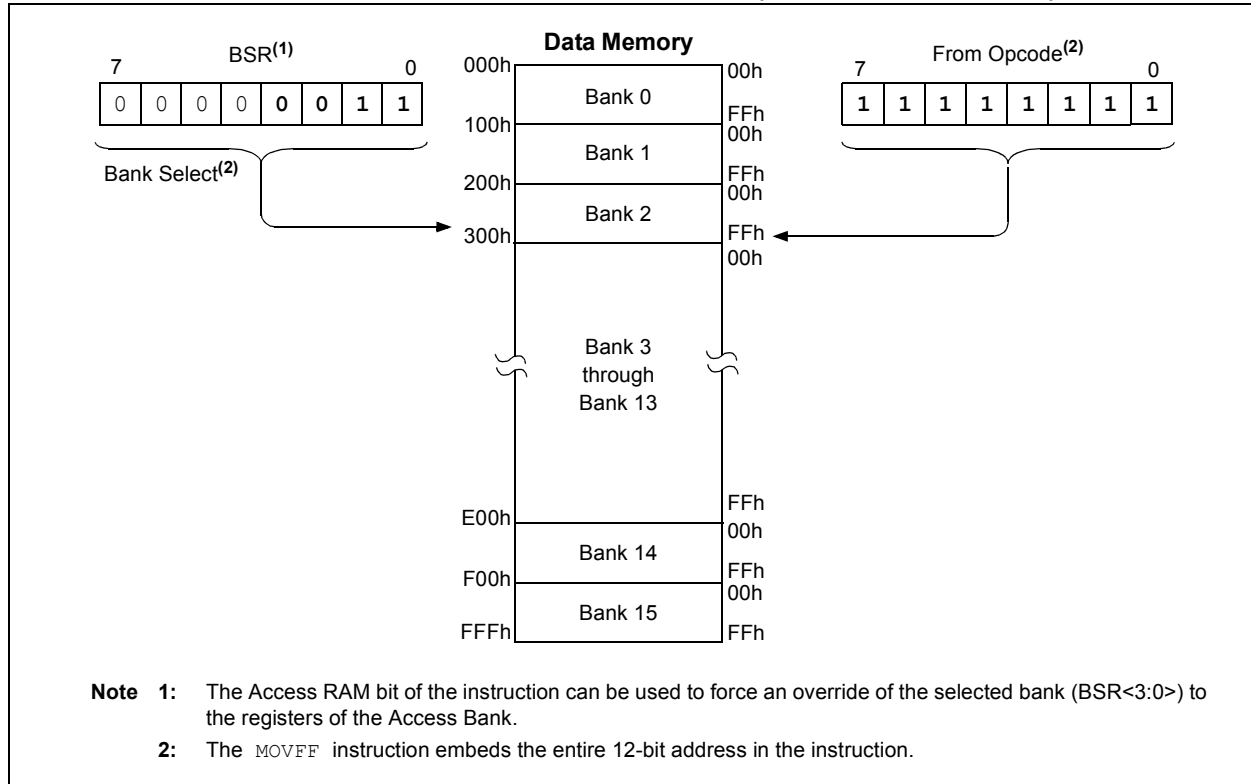 Data Memory
BSR(1)
7 0
0 0 0 0 0 0 1 1
Bank Select(2)
From Opcode(2)
7 0
1 1 1 1 1 1 1 1
000h
Bank 0
00h
FFh
100h
Bank 1
00h
FFh
200h
Bank 2
00h
FFh
300h
Bank 3
through
Bank 13
00h
FFh
E00h
Bank 14
00h
FFh
F00h
Bank 15
00h
FFFh
FFh
Note 1: The Access RAM bit of the instruction can be used to force an override of the selected bank (BSR<3:0>) to
the registers of the Access Bank.
2: The MOVFF instruction embeds the entire 12-bit address in the instruction.